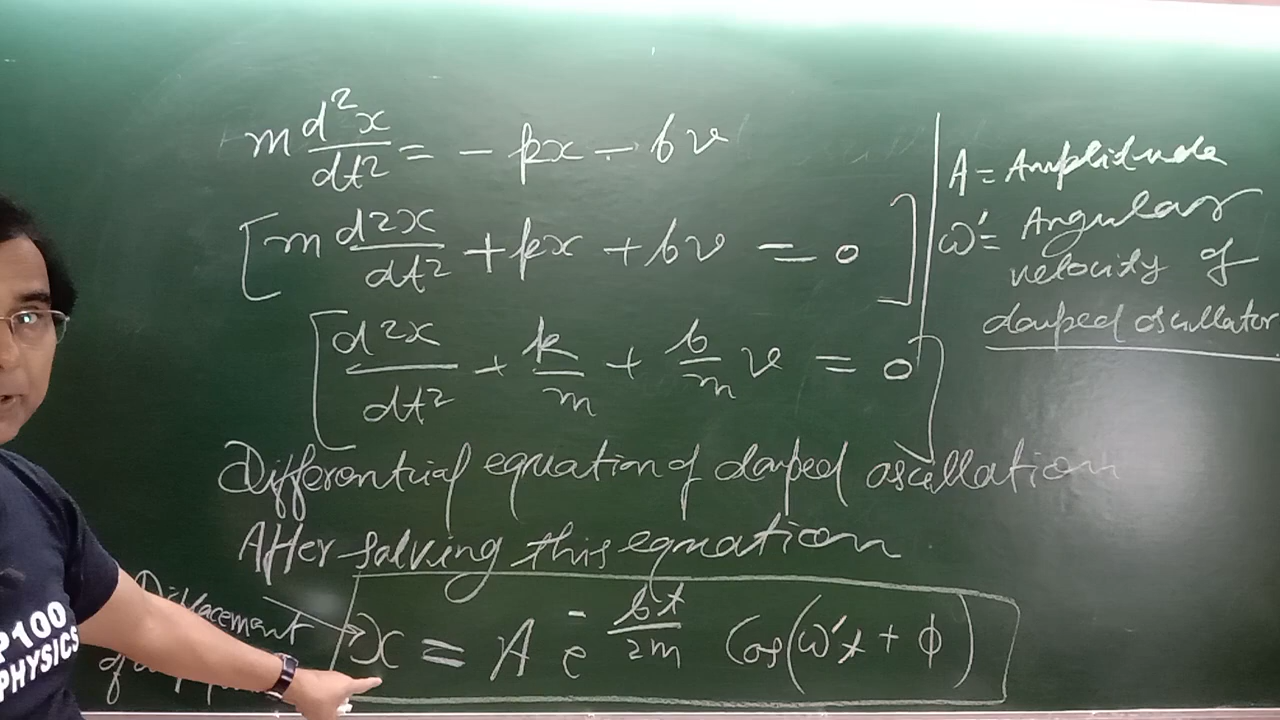 m d²x/dt² = - kx - bv
[m d2x/dt² + kx + bv = 0]
[d2x/dt² + k/m + b/m v = 0]
Differential equation of damped oscillation
After solving this equation
x = A e^-bt/2m Cos(ω't + φ)
Displacement
of
A = Amplitude
ω' = Angular
velocity of
damped oscillator
P100
PHYSICS